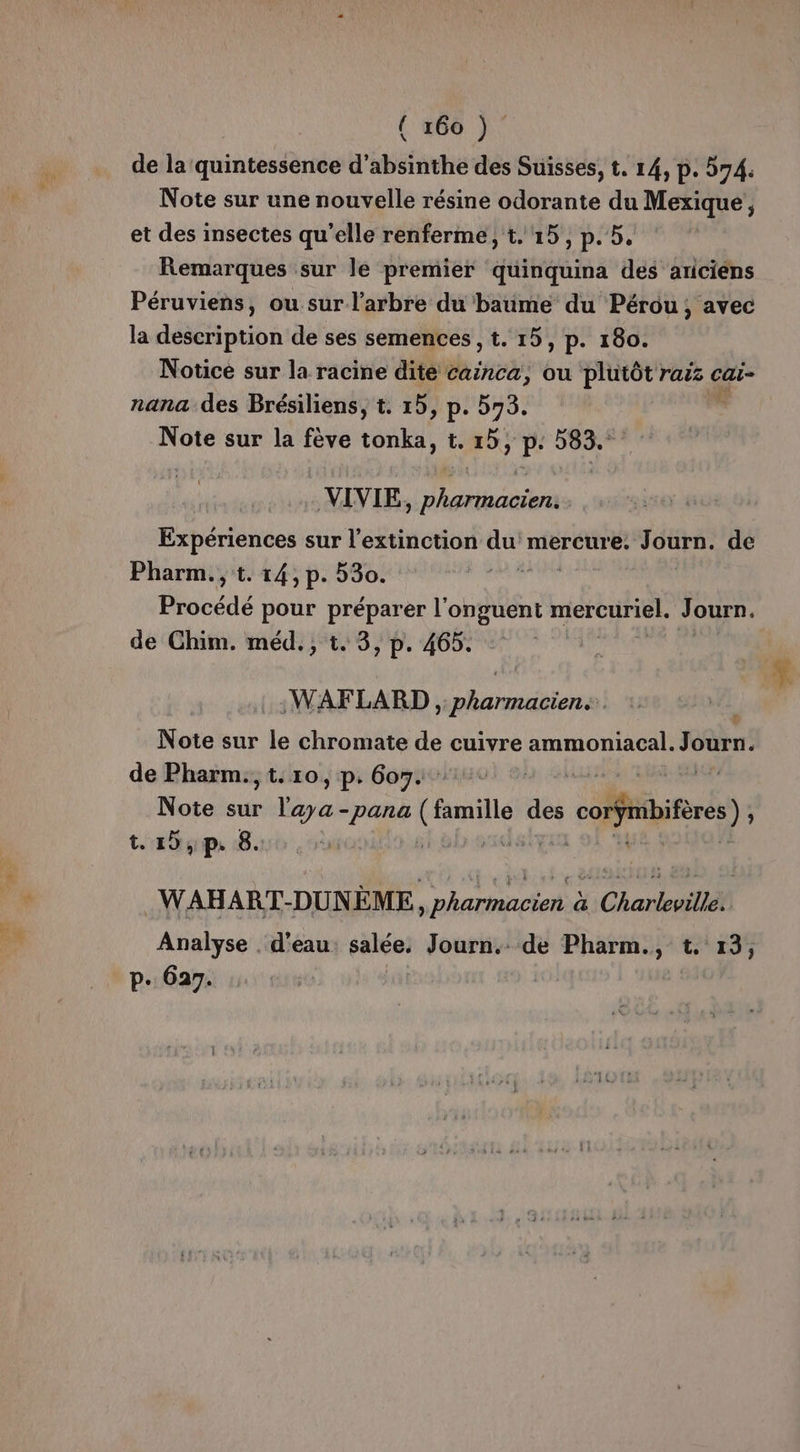 ( 160 )
de la quintessence d'absinthe des Suisses, t. 14, p. 574.
Note sur une nouvelle résine odorante du Mexique,
et des insectes qu'elle renferme, t. 15, p. 5.
Remarques sur le premier quinquina des anciens
Péruviens, ou sur l'arbre du baume du Pérou, avec
la description de ses semences, t. 15, p. 180.
Notice sur la racine dite cainca, ou plutôt raiz cai-
nana des Brésiliens, t. 15, p. 573.
Note sur la fève tonka, t. 15, p. 583.
VIVIE, pharmacien.
Expériences sur l'extinction du mercure. Journ. de
Pharm., t. 14, p. 530.
Procédé pour préparer l'onguent mercuriel. Journ.
de Chim. méd., t. 3, p. 465.
WAFLARD, pharmacien.
Note sur le chromate de cuivre ammoniacal. Journ.
de Pharm., t. 10, p. 607.
Note sur l'aya-pana (famille des corymbifères),
t. 15, p. 8.
WAHART-DUNÈME, pharmacien à Charleville.
Analyse d'eau salée. Journ. de Pharm., t. 13,
p. 627.